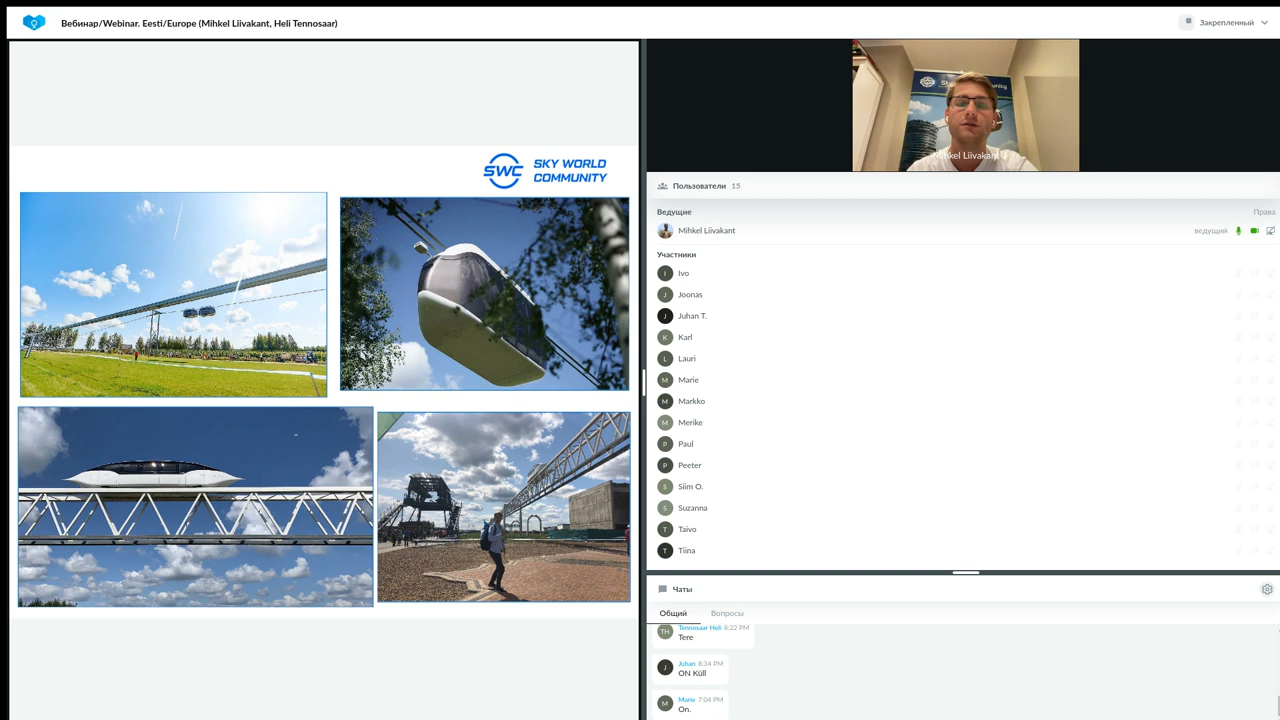 Вебинар/Webinar. Eesti/Europe (Mihkel Liivakant, Heli Tennosaar)
Закрепленный
SWC
SKY WORLD
COMMUNITY
Mihkel Liivakant
Пользователи 15
Ведущие Права
Mihkel Liivakant ведущий
Участники
I Ivo
J Joonas
J Juhan T.
K Karl
L Lauri
M Marie
M Markko
M Merike
P Paul
P Peeter
S Siim O.
S Suzanna
T Taivo
T Tiina
Чаты
Общий Вопросы
TH Tennosaar Heli 8:22 PM
Tere
J Juhan 8:34 PM
ON Küll
M Marie 7:04 PM
On.